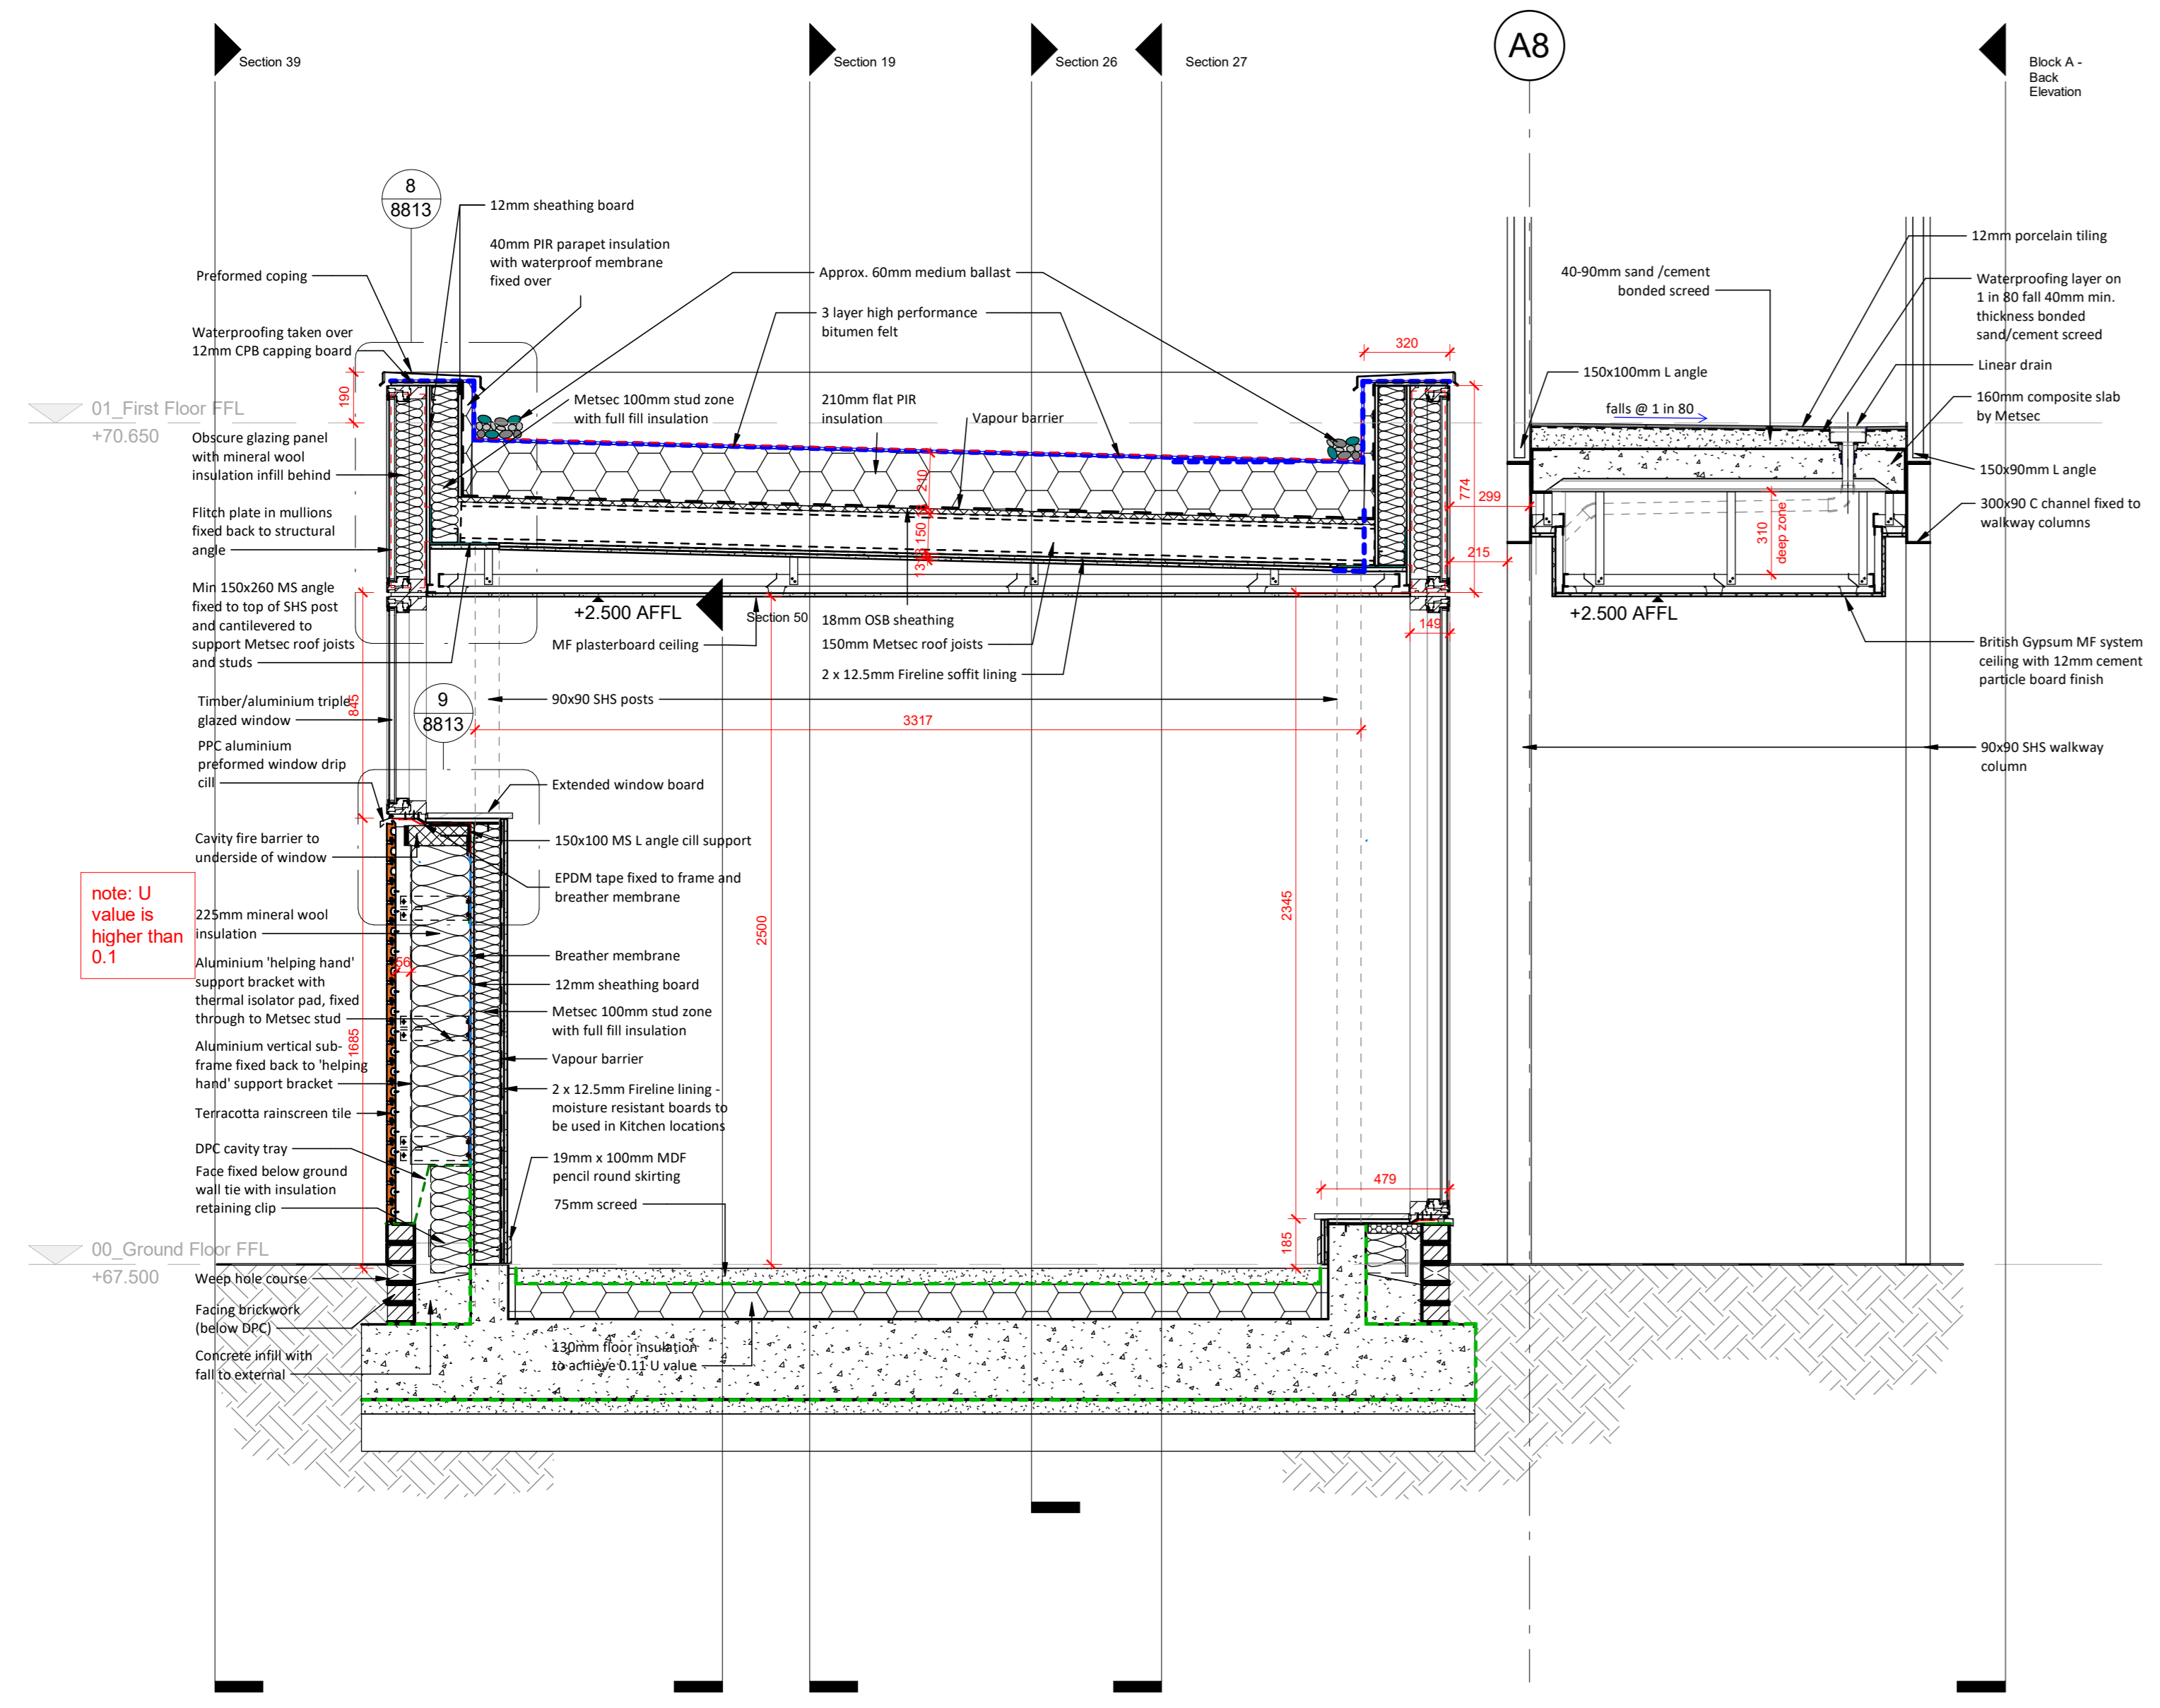 Section 39
Section 19
Section 26
Section 27
A8
Block A -
Back
Elevation
8
8813
12mm sheathing board
40mm PIR parapet insulation
with waterproof membrane
fixed over
Preformed coping
Waterproofing taken over
12mm CPB capping board
190
01_First Floor FFL
+70.650
Obscure glazing panel
with mineral wool
insulation infill behind
Flitch plate in mullions
fixed back to structural
angle
Min 150x260 MS angle
fixed to top of SHS post
and cantilevered to
support Metsec roof joists
and studs
Timber/aluminium triple
glazed window
845
PPC aluminium
preformed window drip
cill
Cavity fire barrier to
underside of window
note: U
value is
higher than
0.1
225mm mineral wool
insulation
Aluminium 'helping hand'
support bracket with
thermal isolator pad, fixed
through to Metsec stud
56
1685
Aluminium vertical sub-
frame fixed back to 'helping
hand' support bracket
Terracotta rainscreen tile
DPC cavity tray
Face fixed below ground
wall tie with insulation
retaining clip
00_Ground Floor FFL
+67.500
Weep hole course
Facing brickwork
(below DPC)
Concrete infill with
fall to external
Approx. 60mm medium ballast
3 layer high performance
bitumen felt
Metsec 100mm stud zone
with full fill insulation
210mm flat PIR
insulation
Vapour barrier
210
150
+2.500 AFFL
Section 50
MF plasterboard ceiling
18mm OSB sheathing
150mm Metsec roof joists
2 x 12.5mm Fireline soffit lining
9
8813
90x90 SHS posts
3317
Extended window board
150x100 MS L angle cill support
EPDM tape fixed to frame and
breather membrane
Breather membrane
12mm sheathing board
Metsec 100mm stud zone
with full fill insulation
Vapour barrier
2 x 12.5mm Fireline lining -
moisture resistant boards to
be used in Kitchen locations
19mm x 100mm MDF
pencil round skirting
75mm screed
130mm floor insulation
to achieve 0.11 U value
2500
2345
185
479
149
320
774
299
215
40-90mm sand /cement
bonded screed
150x100mm L angle
falls @ 1 in 80
310
deep zone
+2.500 AFFL
12mm porcelain tiling
Waterproofing layer on
1 in 80 fall 40mm min.
thickness bonded
sand/cement screed
Linear drain
160mm composite slab
by Metsec
150x90mm L angle
300x90 C channel fixed to
walkway columns
British Gypsum MF system
ceiling with 12mm cement
particle board finish
90x90 SHS walkway
column